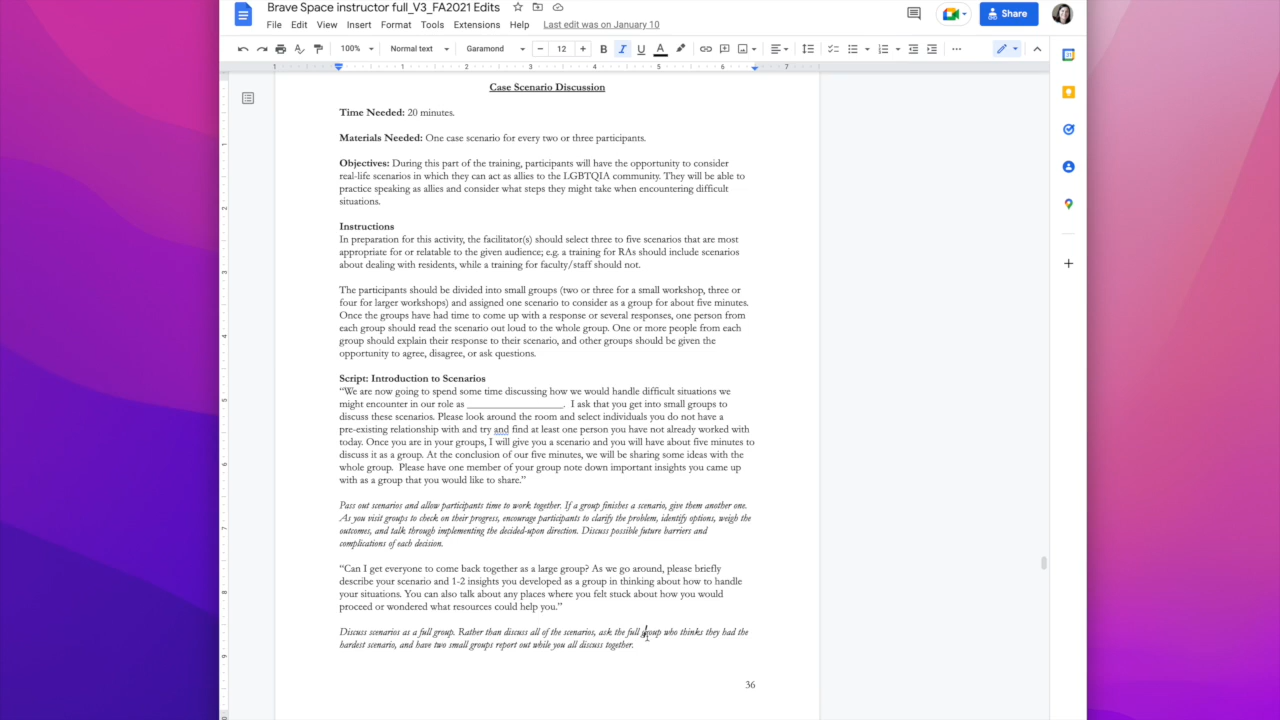 Brave Space instructor full_V3_FA2021 Edits
File Edit View Insert Format Tools Extensions Help Last edit was on January 10
Share
100% Normal text Garamond 12 B I U A
1 1 2 3 4 5 6 7
Case Scenario Discussion
Time Needed: 20 minutes.
Materials Needed: One case scenario for every two or three participants.
Objectives: During this part of the training, participants will have the opportunity to consider
real-life scenarios in which they can act as allies to the LGBTQIA community. They will be able to
practice speaking as allies and consider what steps they might take when encountering difficult
situations.
Instructions
In preparation for this activity, the facilitator(s) should select three to five scenarios that are most
appropriate for or relatable to the given audience; e.g. a training for RAs should include scenarios
about dealing with residents, while a training for faculty/staff should not.
The participants should be divided into small groups (two or three for a small workshop, three or
four for larger workshops) and assigned one scenario to consider as a group for about five minutes.
Once the groups have had time to come up with a response or several responses, one person from
each group should read the scenario out loud to the whole group. One or more people from each
group should explain their response to their scenario, and other groups should be given the
opportunity to agree, disagree, or ask questions.
Script: Introduction to Scenarios
“We are now going to spend some time discussing how we would handle difficult situations we
might encounter in our role as ____________________. I ask that you get into small groups to
discuss these scenarios. Please look around the room and select individuals you do not have a
pre-existing relationship with and try and find at least one person you have not already worked with
today. Once you are in your groups, I will give you a scenario and you will have about five minutes to
discuss it as a group. At the conclusion of our five minutes, we will be sharing some ideas with the
whole group. Please have one member of your group note down important insights you came up
with as a group that you would like to share.”
Pass out scenarios and allow participants time to work together. If a group finishes a scenario, give them another one.
As you visit groups to check on their progress, encourage participants to clarify the problem, identify options, weigh the
outcomes, and talk through implementing the decided-upon direction. Discuss possible future barriers and
complications of each decision.
“Can I get everyone to come back together as a large group? As we go around, please briefly
describe your scenario and 1-2 insights you developed as a group in thinking about how to handle
your situations. You can also talk about any places where you felt stuck about how you would
proceed or wondered what resources could help you.”
Discuss scenarios as a full group. Rather than discuss all of the scenarios, ask the full group who thinks they had the
hardest scenario, and have two small groups report out while you all discuss together.
36